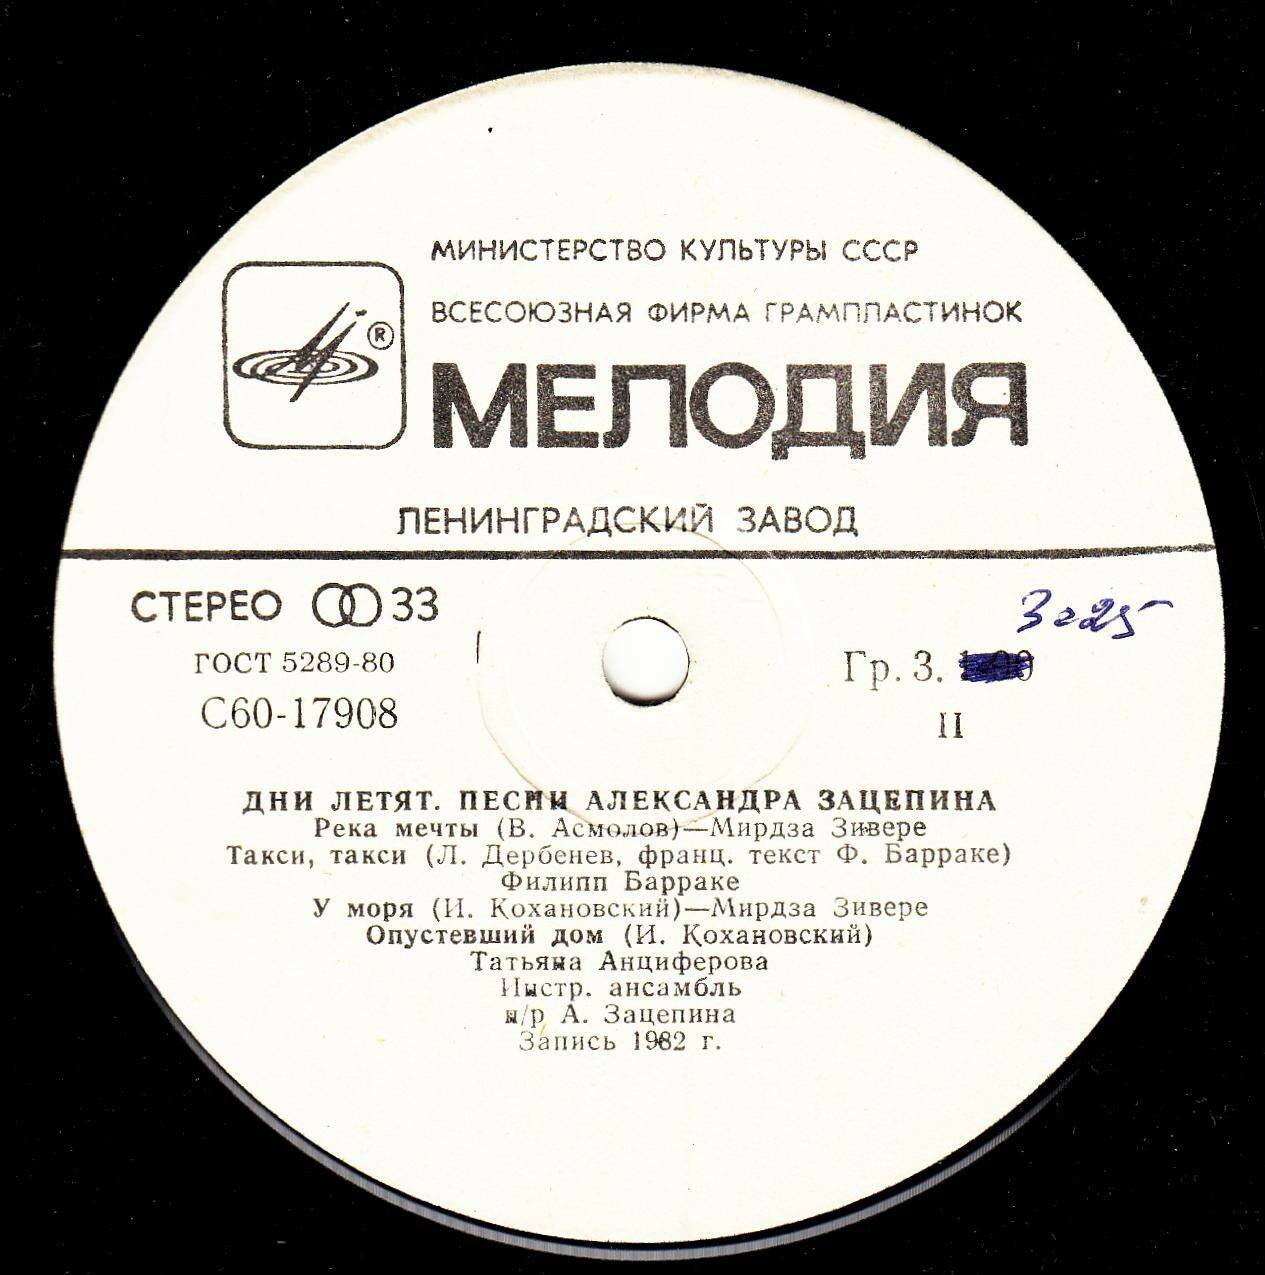 МИНИСТЕРСТВО КУЛЬТУРЫ СССР
ВСЕСОЮЗНАЯ ФИРМА ГРАМПЛАСТИНОК
®
МЕЛОДИЯ
ЛЕНИНГРАДСКИЙ ЗАВОД
СТЕРЕО 33
3-25
ГОСТ 5289-80
Гр. 3.
С60-17908
II
ДНИ ЛЕТЯТ. ПЕСНИ АЛЕКСАНДРА ЗАЦЕПИНА
Река мечты (В. Асмолов)—Мирдза Зивере
Такси, такси (Л. Дербенев, франц. текст Ф. Барраке)
Филипп Барраке
У моря (И. Кохановский)—Мирдза Зивере
Опустевший дом (И. Кохановский)
Татьяна Анциферова
Инстр. ансамбль
п/р А. Зацепина
Запись 1982 г.